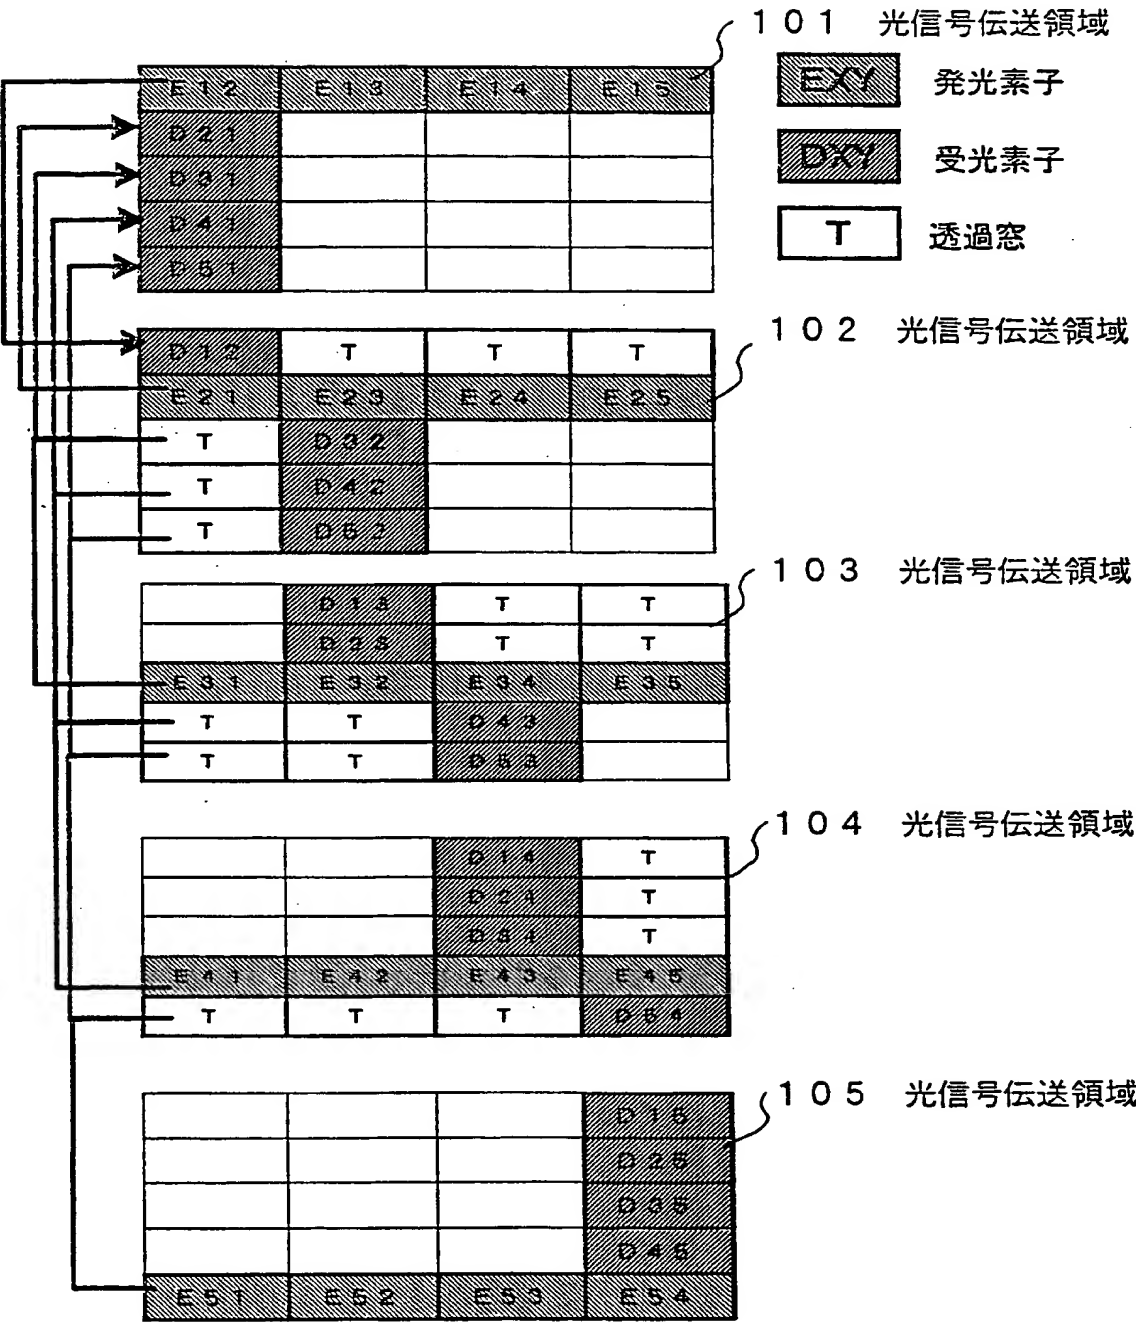 101 光信号伝送領域
EXY 発光素子
DXY 受光素子
T 透過窓
E12 E13 E14 E15
D21
D31
D41
D51
102 光信号伝送領域
D12 T T T
E21 E23 E24 E25
T D32
T D42
T D52
103 光信号伝送領域
D13 T T
D23 T T
E31 E32 E34 E35
T T D43
T T D53
104 光信号伝送領域
D14 T
D24 T
D34 T
E41 E42 E43 E45
T T T D54
105 光信号伝送領域
D15
D25
D35
D45
E51 E52 E53 E54